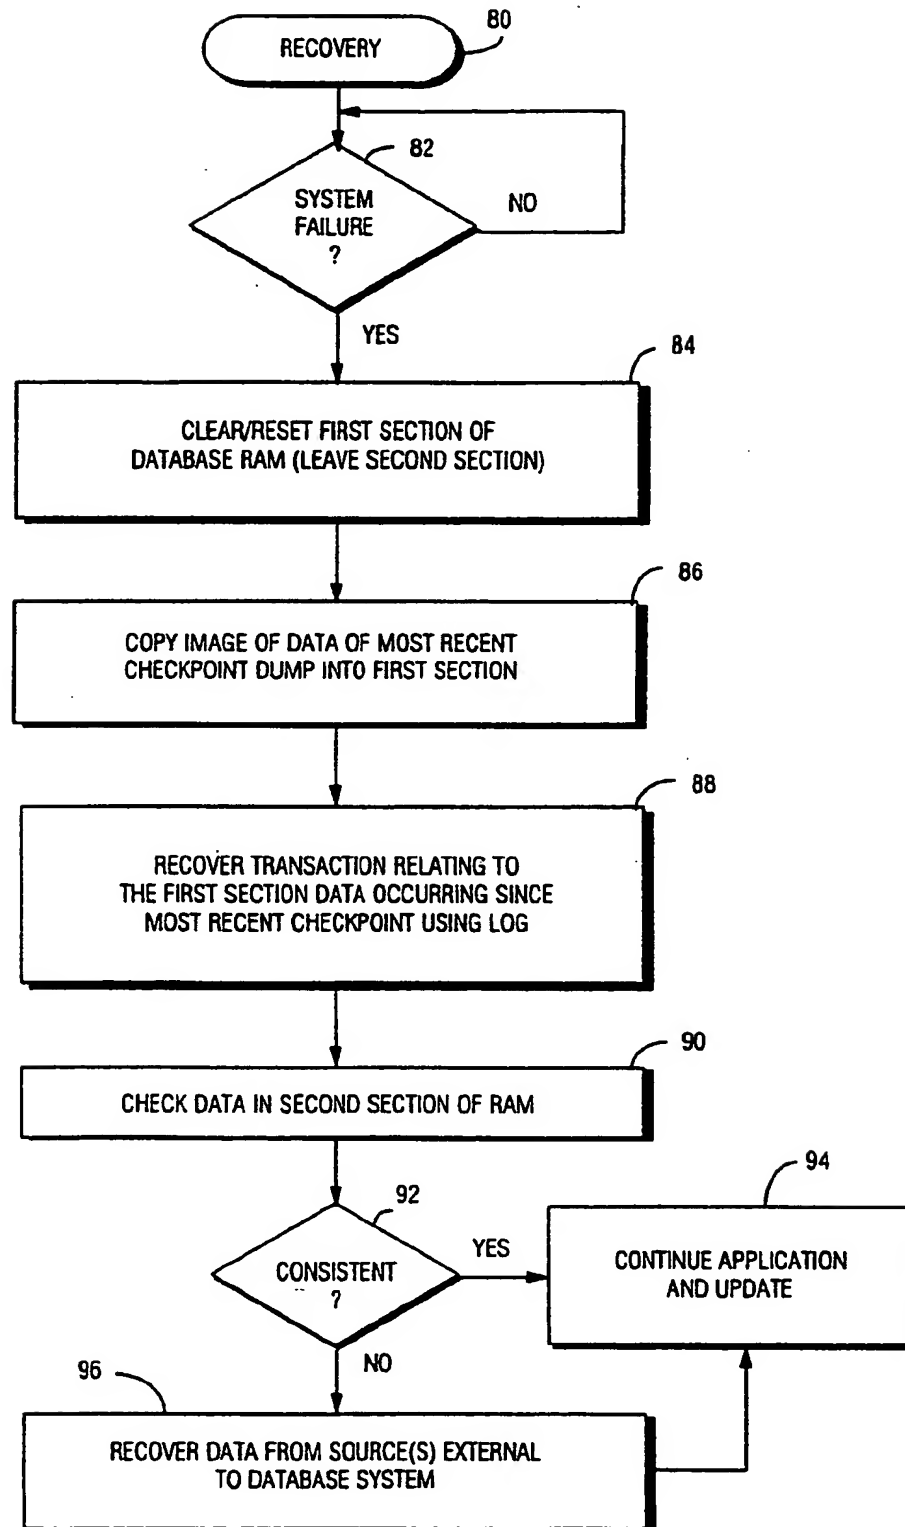 RECOVERY
80
82
SYSTEM
FAILURE
?
NO
YES
84
CLEAR/RESET FIRST SECTION OF
DATABASE RAM (LEAVE SECOND SECTION)
86
COPY IMAGE OF DATA OF MOST RECENT
CHECKPOINT DUMP INTO FIRST SECTION
88
RECOVER TRANSACTION RELATING TO
THE FIRST SECTION DATA OCCURRING SINCE
MOST RECENT CHECKPOINT USING LOG
90
CHECK DATA IN SECOND SECTION OF RAM
92
CONSISTENT
?
YES
94
CONTINUE APPLICATION
AND UPDATE
NO
96
RECOVER DATA FROM SOURCE(S) EXTERNAL
TO DATABASE SYSTEM